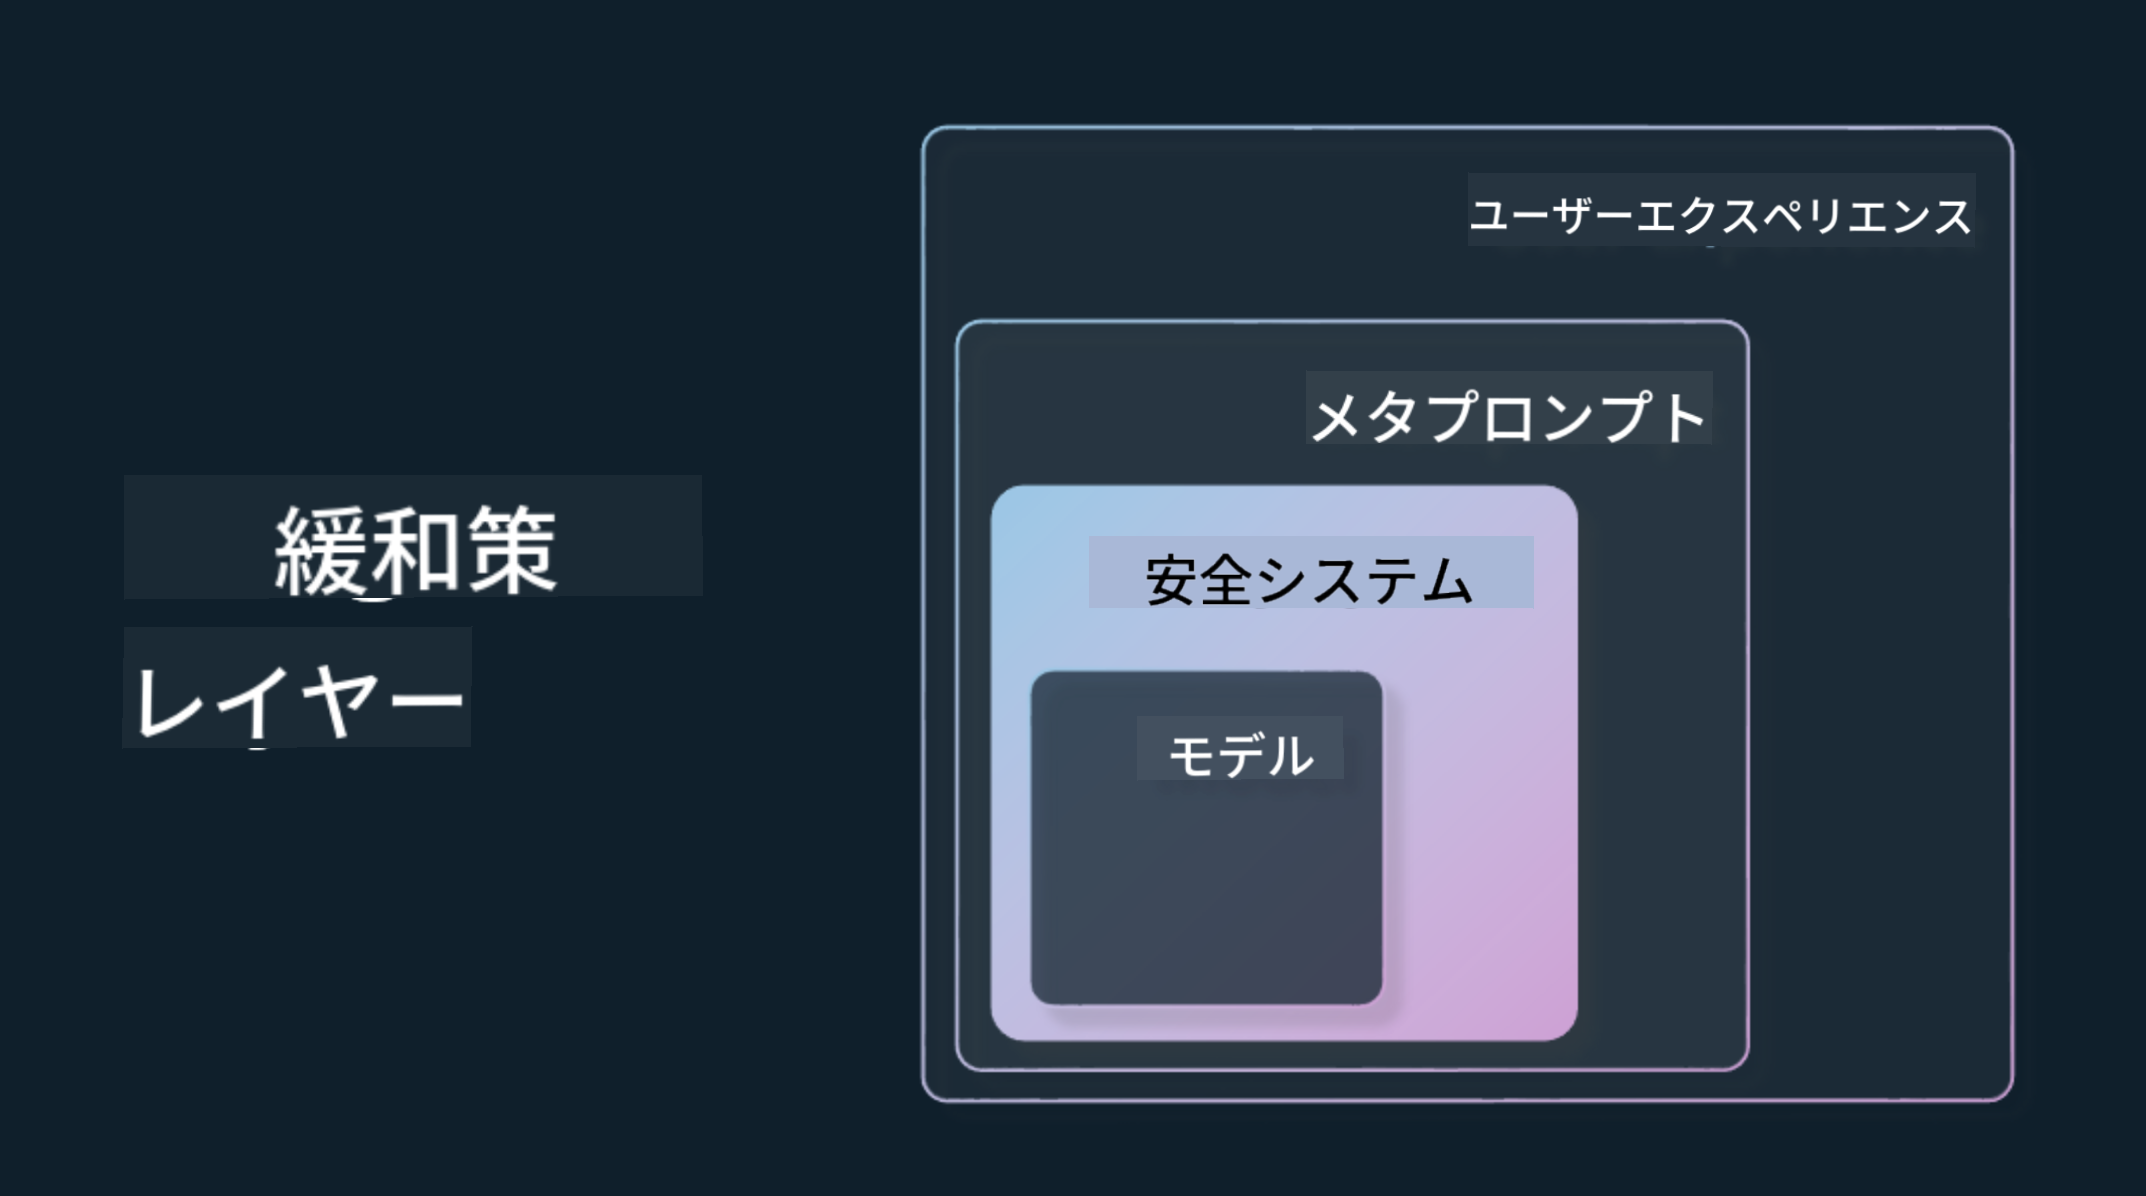 緩和策
レイヤー
ユーザーエクスペリエンス
メタプロンプト
安全システム
モデル